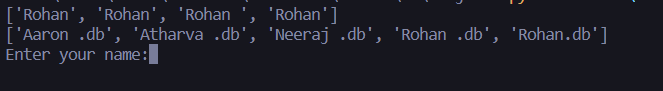 ['Rohan', 'Rohan', 'Rohan ', 'Rohan']
['Aaron .db', 'Atharva .db', 'Neeraj .db', 'Rohan .db', 'Rohan.db']
Enter your name: